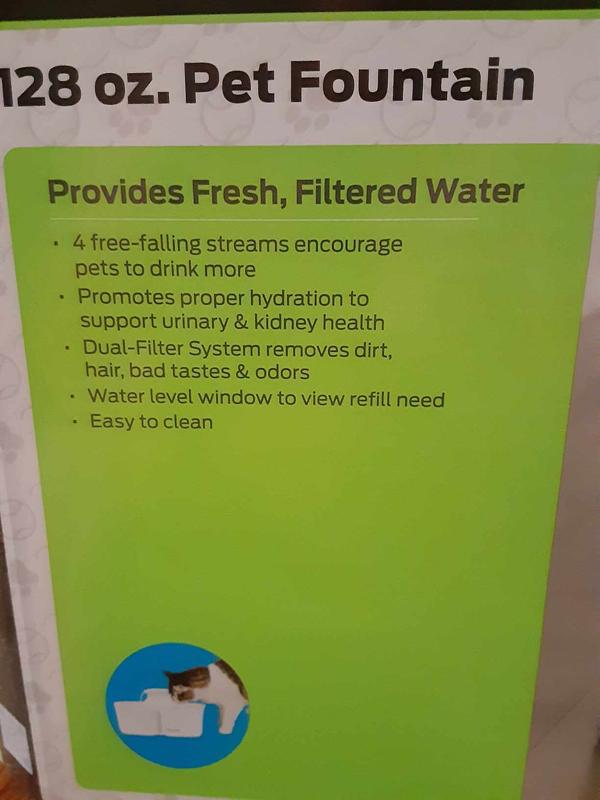 128 oz. Pet Fountain
Provides Fresh, Filtered Water
· 4 free-falling streams encourage
pets to drink more
· Promotes proper hydration to
support urinary & kidney health
· Dual-Filter System removes dirt,
hair, bad tastes & odors
· Water level window to view refill need
· Easy to clean